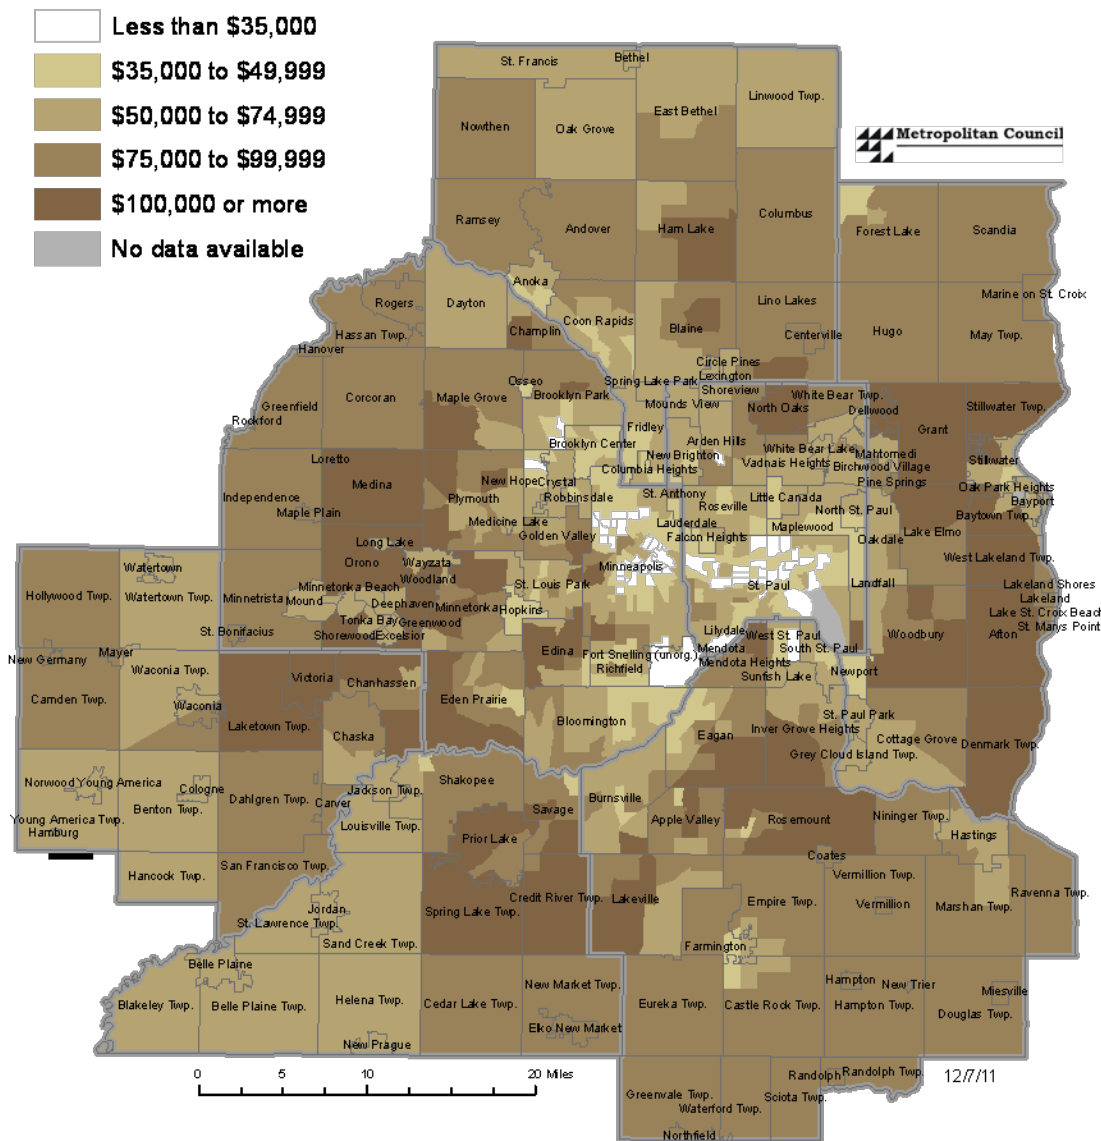 Less than $35,000
$35,000 to $49,999
$50,000 to $74,999
$75,000 to $99,999
$100,000 or more
No data available
Metropolitan Council
St. Francis
Bethel
Linwood Twp.
East Bethel
Nowthen
Oak Grove
Ramsey
Andover
Ham Lake
Columbus
Forest Lake
Scandia
Anoka
Marine on St. Croix
Rogers
Dayton
Lino Lakes
Coon Rapids
Blaine
Hassan Twp.
Champlin
Centerville
Hugo
May Twp.
Hanover
Circle Pines
Lexington
Osseo
Spring Lake Park
Shoreview
Corcoran
Maple Grove
Brooklyn Park
Mounds View
North Oaks
White Bear Twp.
Dellwood
Stillwater Twp.
Greenfield
Rockford
Fridley
Grant
Brooklyn Center
Arden Hills
White Bear Lake
Mahtomedi
Loretto
New Brighton
Vadnais Heights
Birchwood Village
Stillwater
Columbia Heights
Medina
New Hope
Crystal
Pine Springs
Oak Park Heights
Independence
Plymouth
Robbinsdale
St. Anthony
Little Canada
Bayport
Maple Plain
Roseville
North St. Paul
Baytown Twp.
Medicine Lake
Lauderdale
Maplewood
Lake Elmo
Golden Valley
Falcon Heights
Oakdale
Long Lake
West Lakeland Twp.
Watertown
Orono
Wayzata
Minneapolis
Woodland
Hollywood Twp.
Watertown Twp.
Minnetrista
Minnetonka Beach
St. Louis Park
St. Paul
Landfall
Lakeland Shores
Mound
Deephaven
Minnetonka
Hopkins
Lakeland
Tonka Bay
Greenwood
Lake St. Croix Beach
St. Bonifacius
Shorewood
Excelsior
Lilydale
West St. Paul
Woodbury
Afton
St. Marys Point
Mayer
Edina
Fort Snelling (unorg.)
Mendota
South St. Paul
New Germany
Richfield
Mendota Heights
Waconia Twp.
Victoria
Chanhassen
Sunfish Lake
Newport
Camden Twp.
Waconia
Eden Prairie
Laketown Twp.
Bloomington
St. Paul Park
Chaska
Eagan
Inver Grove Heights
Cottage Grove
Denmark Twp.
Grey Cloud Island Twp.
Norwood Young America
Cologne
Shakopee
Jackson Twp.
Dahlgren Twp.
Carver
Burnsville
Benton Twp.
Savage
Young America Twp.
Louisville Twp.
Apple Valley
Rosemount
Nininger Twp.
Hamburg
Prior Lake
Hastings
San Francisco Twp.
Coates
Hancock Twp.
Vermillion Twp.
Credit River Twp.
Lakeville
Ravenna Twp.
Jordan
Spring Lake Twp.
Empire Twp.
Vermillion
Marshan Twp.
St. Lawrence Twp.
Sand Creek Twp.
Farmington
Belle Plaine
Hampton
New Trier
Blakeley Twp.
Belle Plaine Twp.
Helena Twp.
Cedar Lake Twp.
New Market Twp.
Eureka Twp.
Castle Rock Twp.
Hampton Twp.
Miesville
Douglas Twp.
Elko New Market
New Prague
0 5 10 20 Miles
Randolph
Randolph Twp.
12/7/11
Greenvale Twp.
Waterford Twp.
Sciota Twp.
Northfield